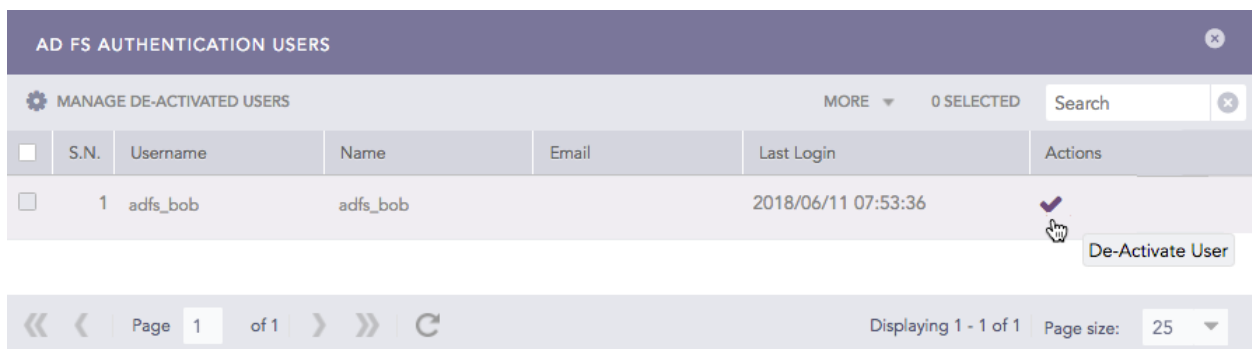 AD FS AUTHENTICATION USERS
MANAGE DE-ACTIVATED USERS MORE 0 SELECTED Search
S.N. Username Name Email Last Login Actions
1 adfs_bob adfs_bob 2018/06/11 07:53:36
De-Activate User
Page 1 of 1 Displaying 1 - 1 of 1 Page size: 25